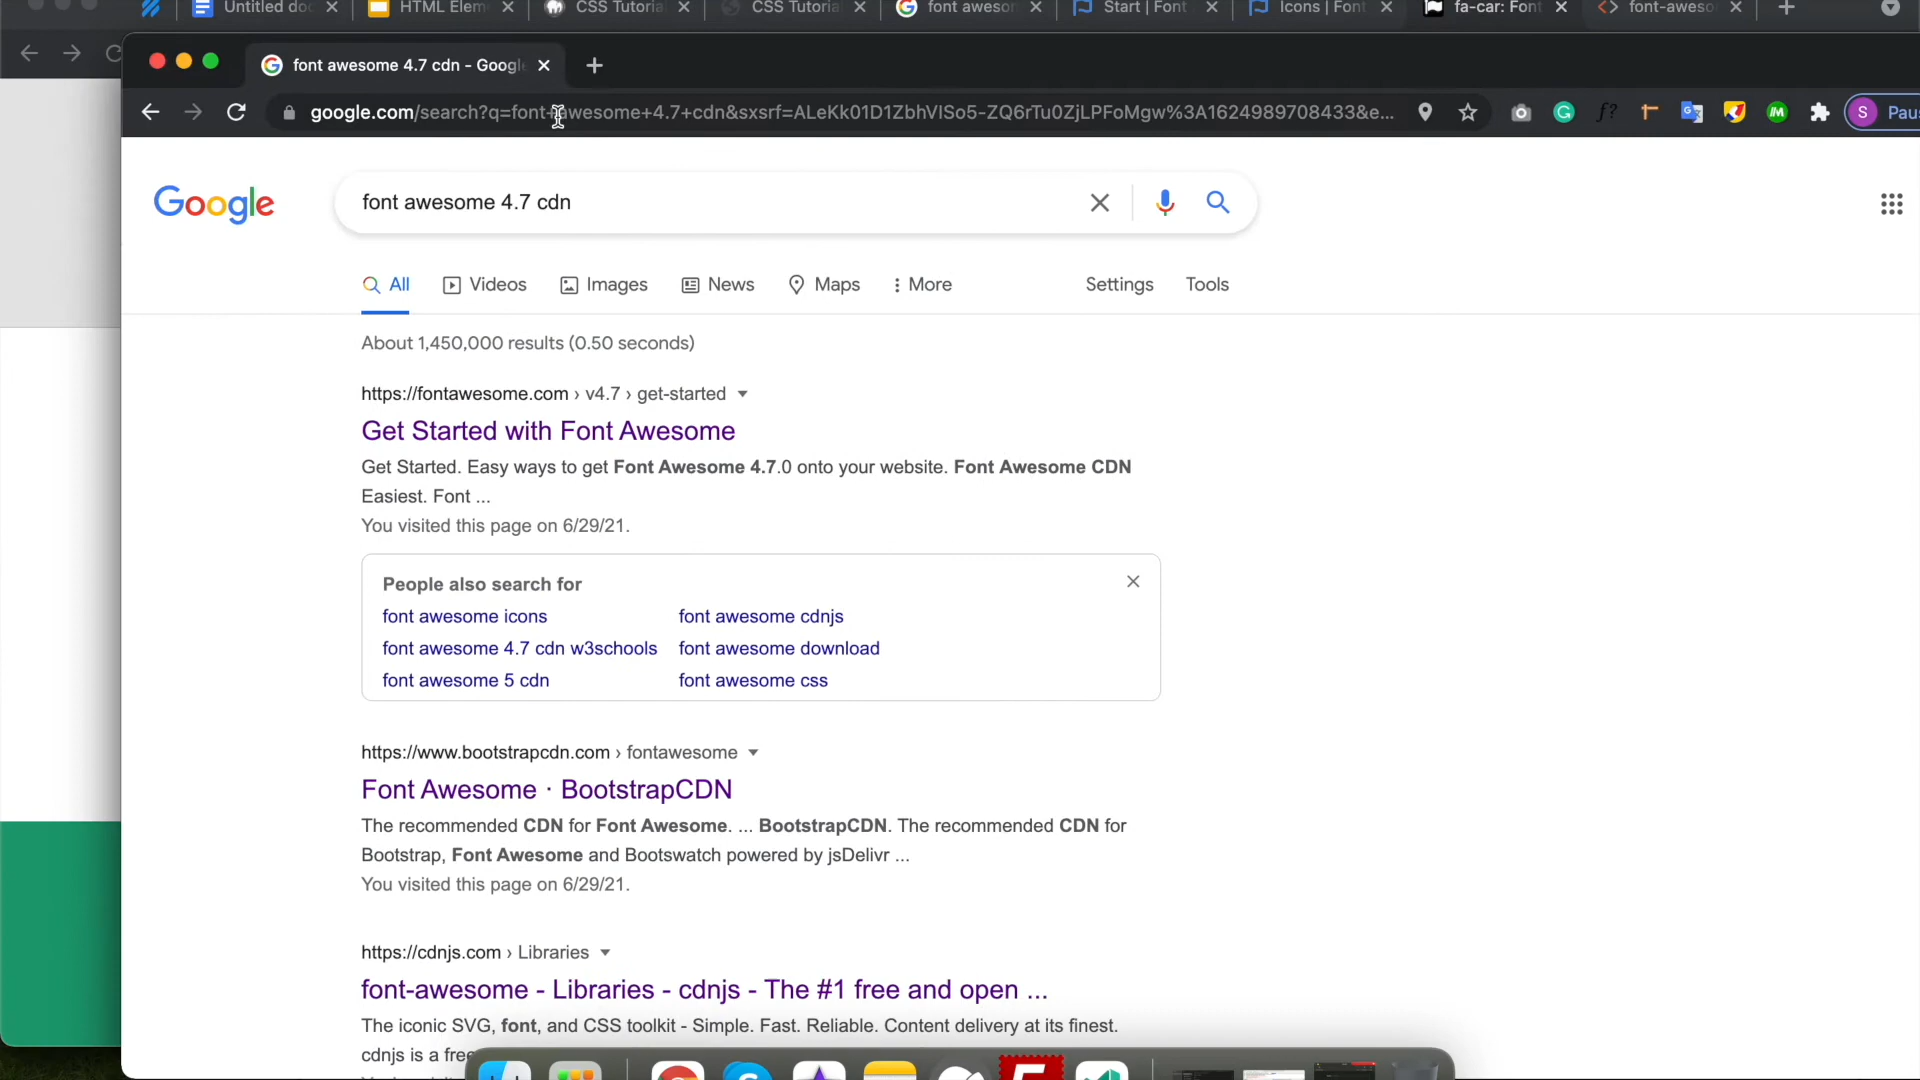 Untitled doc
HTML Elem
CSS Tutoria
CSS Tutoria
font aweson
Start | Font
Icons | Font
fa-car: Font
font-aweso
font awesome 4.7 cdn - Googl
google.com/search?q=font+awesome+4.7+cdn&sxsrf=ALeKk01D1ZbhVlSo5-ZQ6rTu0ZjLPFoMgw%3A1624989708433&e...
S Paus
Google
font awesome 4.7 cdn
All Videos Images News Maps More Settings Tools
About 1,450,000 results (0.50 seconds)
https://fontawesome.com › v4.7 › get-started
Get Started with Font Awesome
Get Started. Easy ways to get Font Awesome 4.7.0 onto your website. Font Awesome CDN
Easiest. Font ...
You visited this page on 6/29/21.
People also search for
font awesome icons font awesome cdnjs
font awesome 4.7 cdn w3schools font awesome download
font awesome 5 cdn font awesome css
https://www.bootstrapcdn.com › fontawesome
Font Awesome · BootstrapCDN
The recommended CDN for Font Awesome. ... BootstrapCDN. The recommended CDN for
Bootstrap, Font Awesome and Bootswatch powered by jsDelivr ...
You visited this page on 6/29/21.
https://cdnjs.com › Libraries
font-awesome - Libraries - cdnjs - The #1 free and open ...
The iconic SVG, font, and CSS toolkit - Simple. Fast. Reliable. Content delivery at its finest.
cdnjs is a free